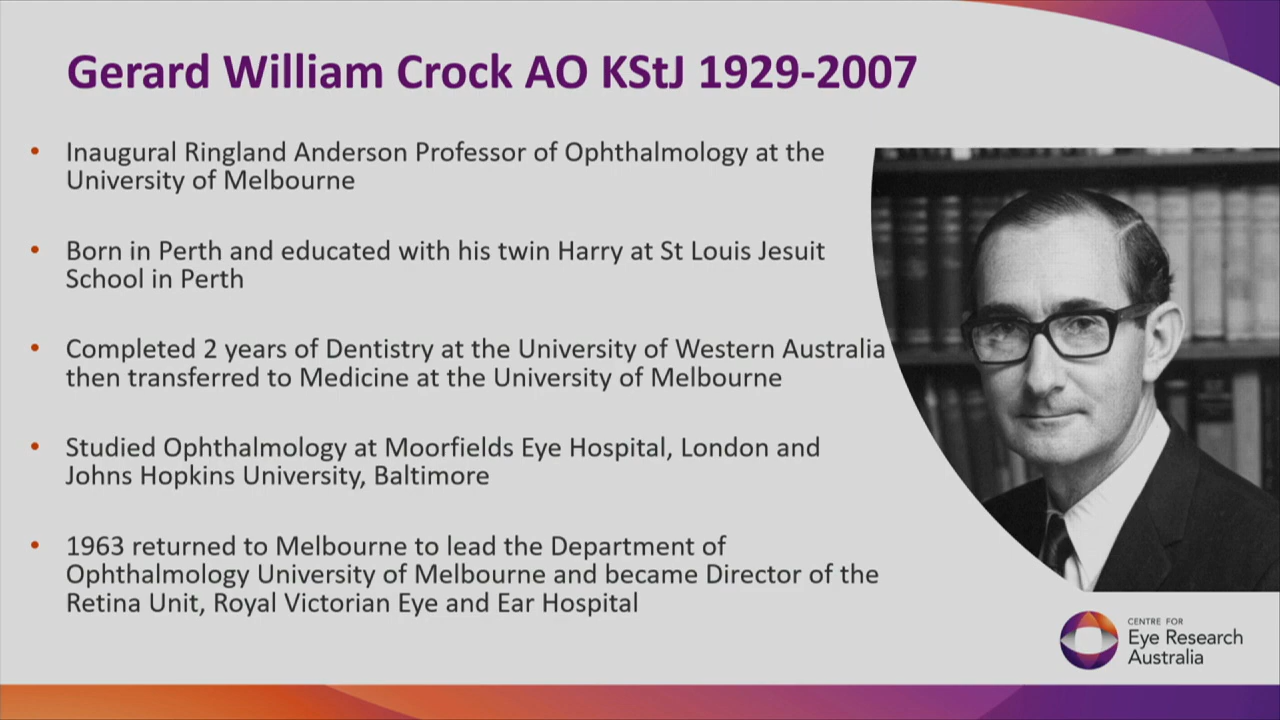 Gerard William Crock AO KStJ 1929-2007
• Inaugural Ringland Anderson Professor of Ophthalmology at the
University of Melbourne
• Born in Perth and educated with his twin Harry at St Louis Jesuit
School in Perth
• Completed 2 years of Dentistry at the University of Western Australia
then transferred to Medicine at the University of Melbourne
• Studied Ophthalmology at Moorfields Eye Hospital, London and
Johns Hopkins University, Baltimore
• 1963 returned to Melbourne to lead the Department of
Ophthalmology University of Melbourne and became Director of the
Retina Unit, Royal Victorian Eye and Ear Hospital
CENTRE FOR
Eye Research
Australia